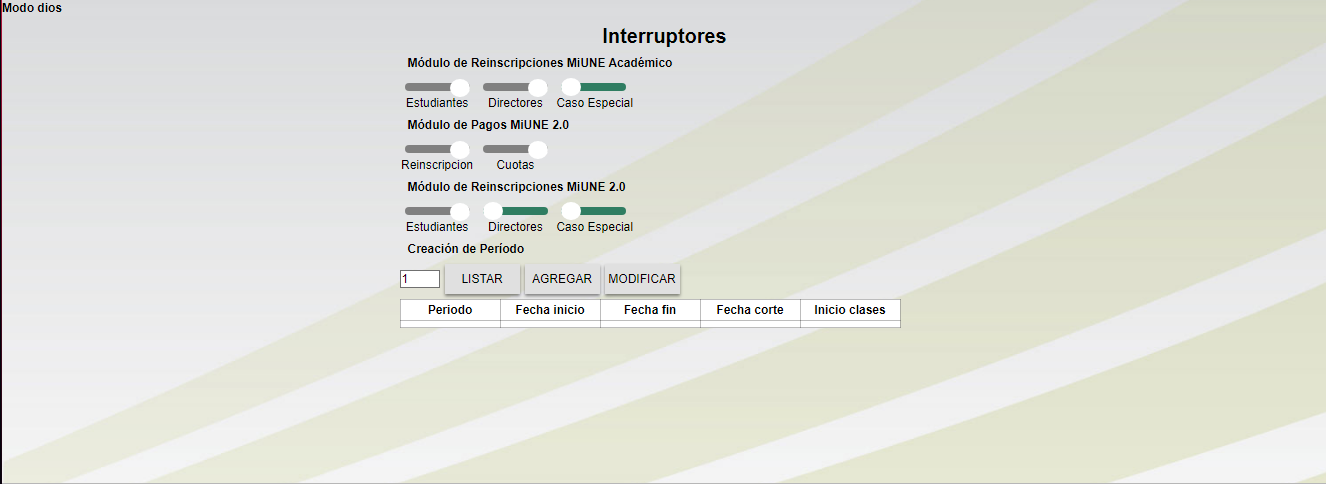 Modo dios
Interruptores
Módulo de Reinscripciones MiUNE Académico
Estudiantes Directores Caso Especial
Módulo de Pagos MiUNE 2.0
Reinscripcion Cuotas
Módulo de Reinscripciones MiUNE 2.0
Estudiantes Directores Caso Especial
Creación de Período
1 LISTAR AGREGAR MODIFICAR
Periodo Fecha inicio Fecha fin Fecha corte Inicio clases